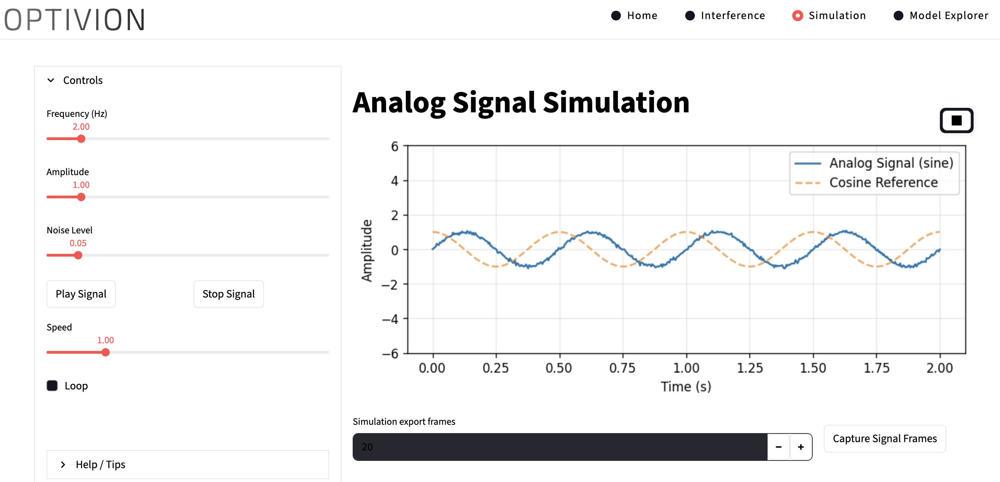 OPTIVION
Home
Interference
Simulation
Model Explorer
Controls
Frequency (Hz)
2.00
Amplitude
1.00
Noise Level
0.05
Play Signal
Stop Signal
Speed
1.00
Loop
Help / Tips
Analog Signal Simulation
6
4
2
0
−2
−4
−6
Amplitude
Analog Signal (sine)
Cosine Reference
0.00
0.25
0.50
0.75
1.00
1.25
1.50
1.75
2.00
Time (s)
Simulation export frames
20
Capture Signal Frames